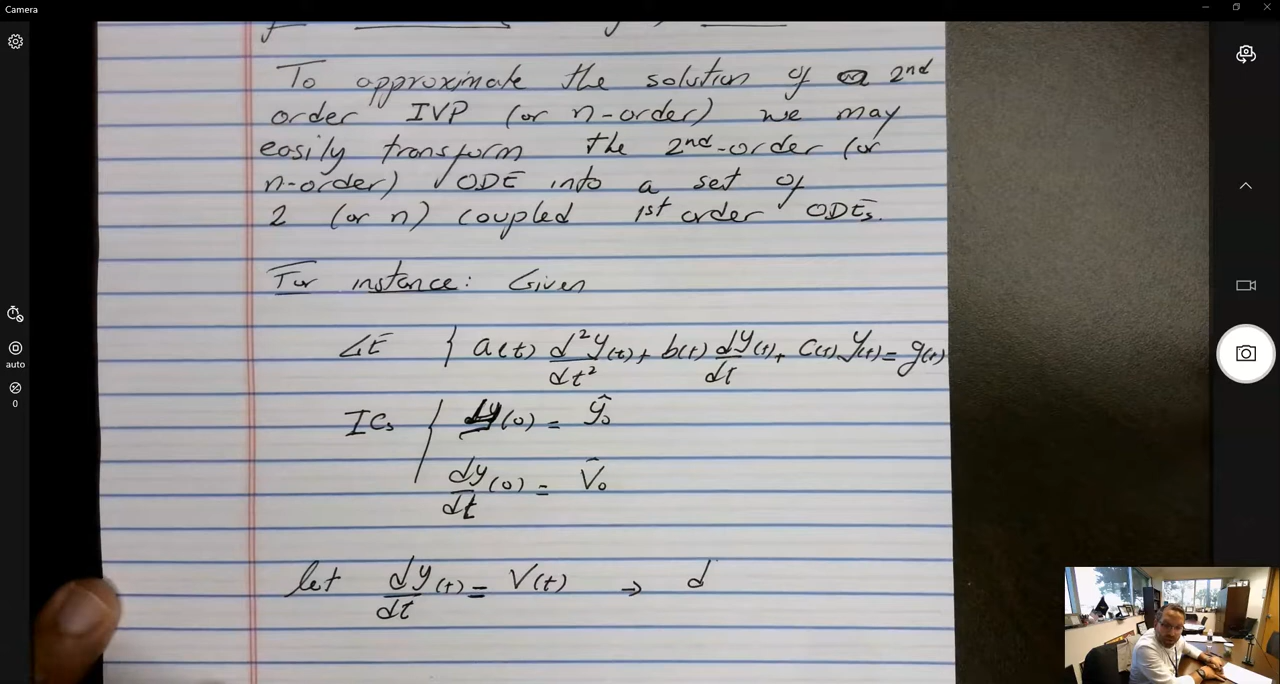 Camera
To approximate the solution of a 2nd
order IVP (or n-order) we may
easily transform the 2nd-order (or
n-order) ODE into a set of
2 (or n) coupled 1st order ODEs.
For instance: Given
GE { a(t) d²y(t)/dt² + b(t) dy(t)/dt + c(t) y(t) = g(t)
ICs { y(0) = ŷ₀
dy/dt (0) = v̂₀
let dy/dt (t) = V(t) → d
auto
0